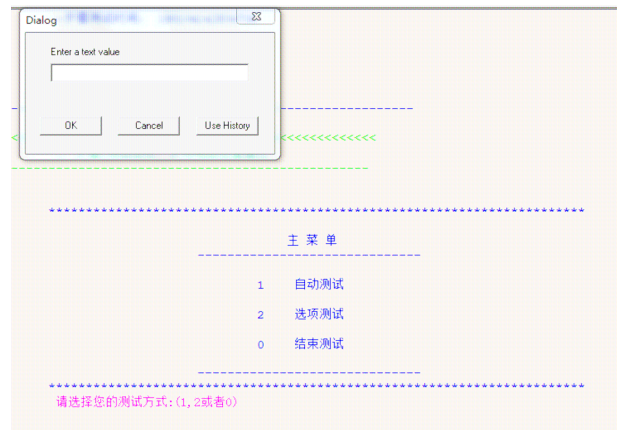 Dialog
Enter a text value
OK Cancel Use History
<<<<<<<<<<<<<
主 菜 单
1 自动测试
2 选项测试
0 结束测试
请选择您的测试方式:(1,2或者0)